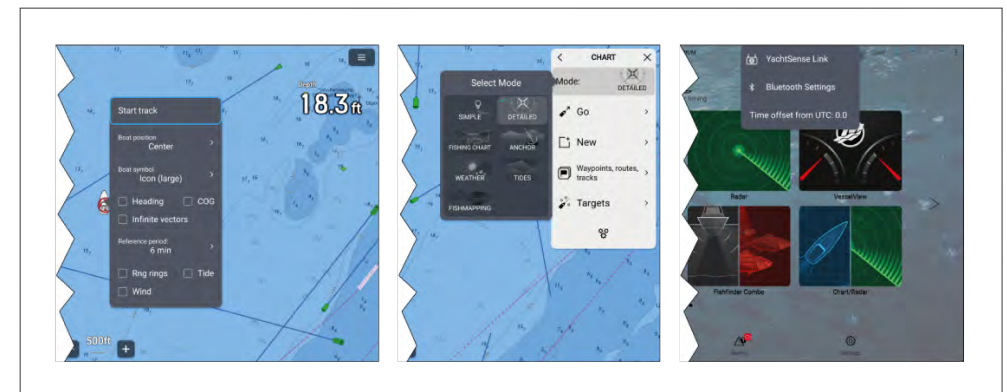 Depth
18.3 ft
Start track
Boat position
Center
Boat symbol
Icon (large)
Heading
COG
Infinite vectors
Reference period:
6 min
Rng rings
Tide
Wind
500ft
+
Select Mode
SIMPLE
DETAILED
FISHING CHART
ANCHOR
WEATHER
TIDES
FISHMAPPING
CHART
Mode:
DETAILED
Go
New
Waypoints, routes,
tracks
Targets
YachtSense Link
Bluetooth Settings
Time offset from UTC: 0.0
Radar
VesselView
Fishfinder Combo
Chart/Radar
Settings